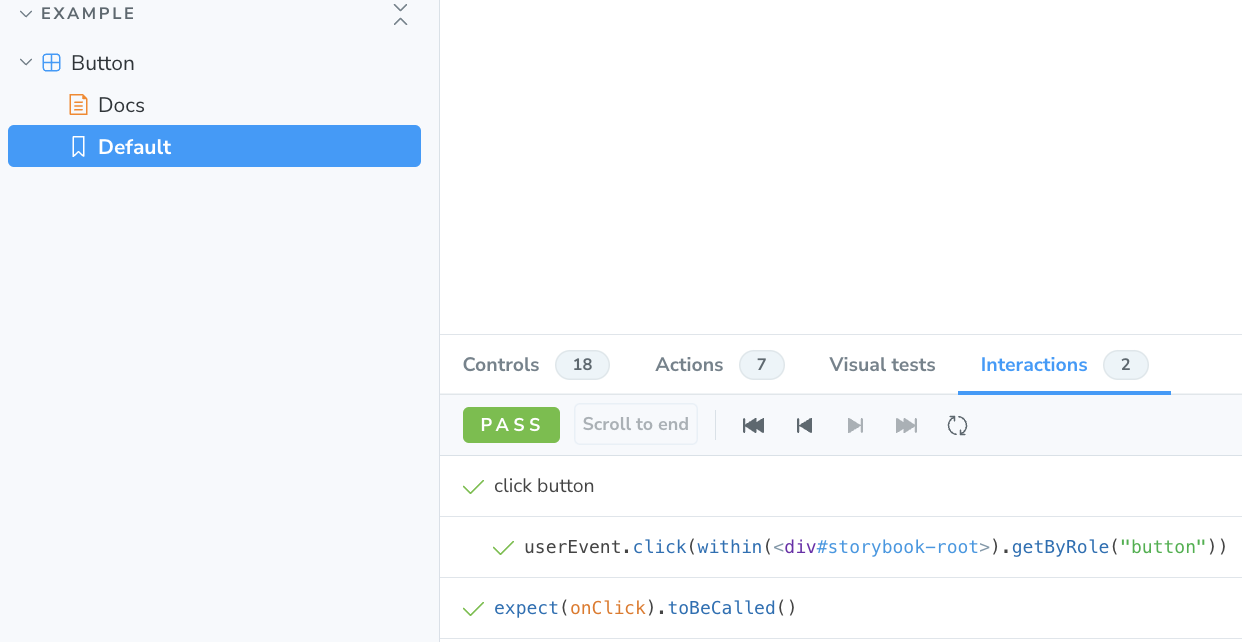 EXAMPLE
Button
Docs
Default
Controls 18 Actions 7 Visual tests Interactions 2
PASS Scroll to end
click button
userEvent.click(within(<div#storybook-root>).getByRole("button"))
expect(onClick).toBeCalled()